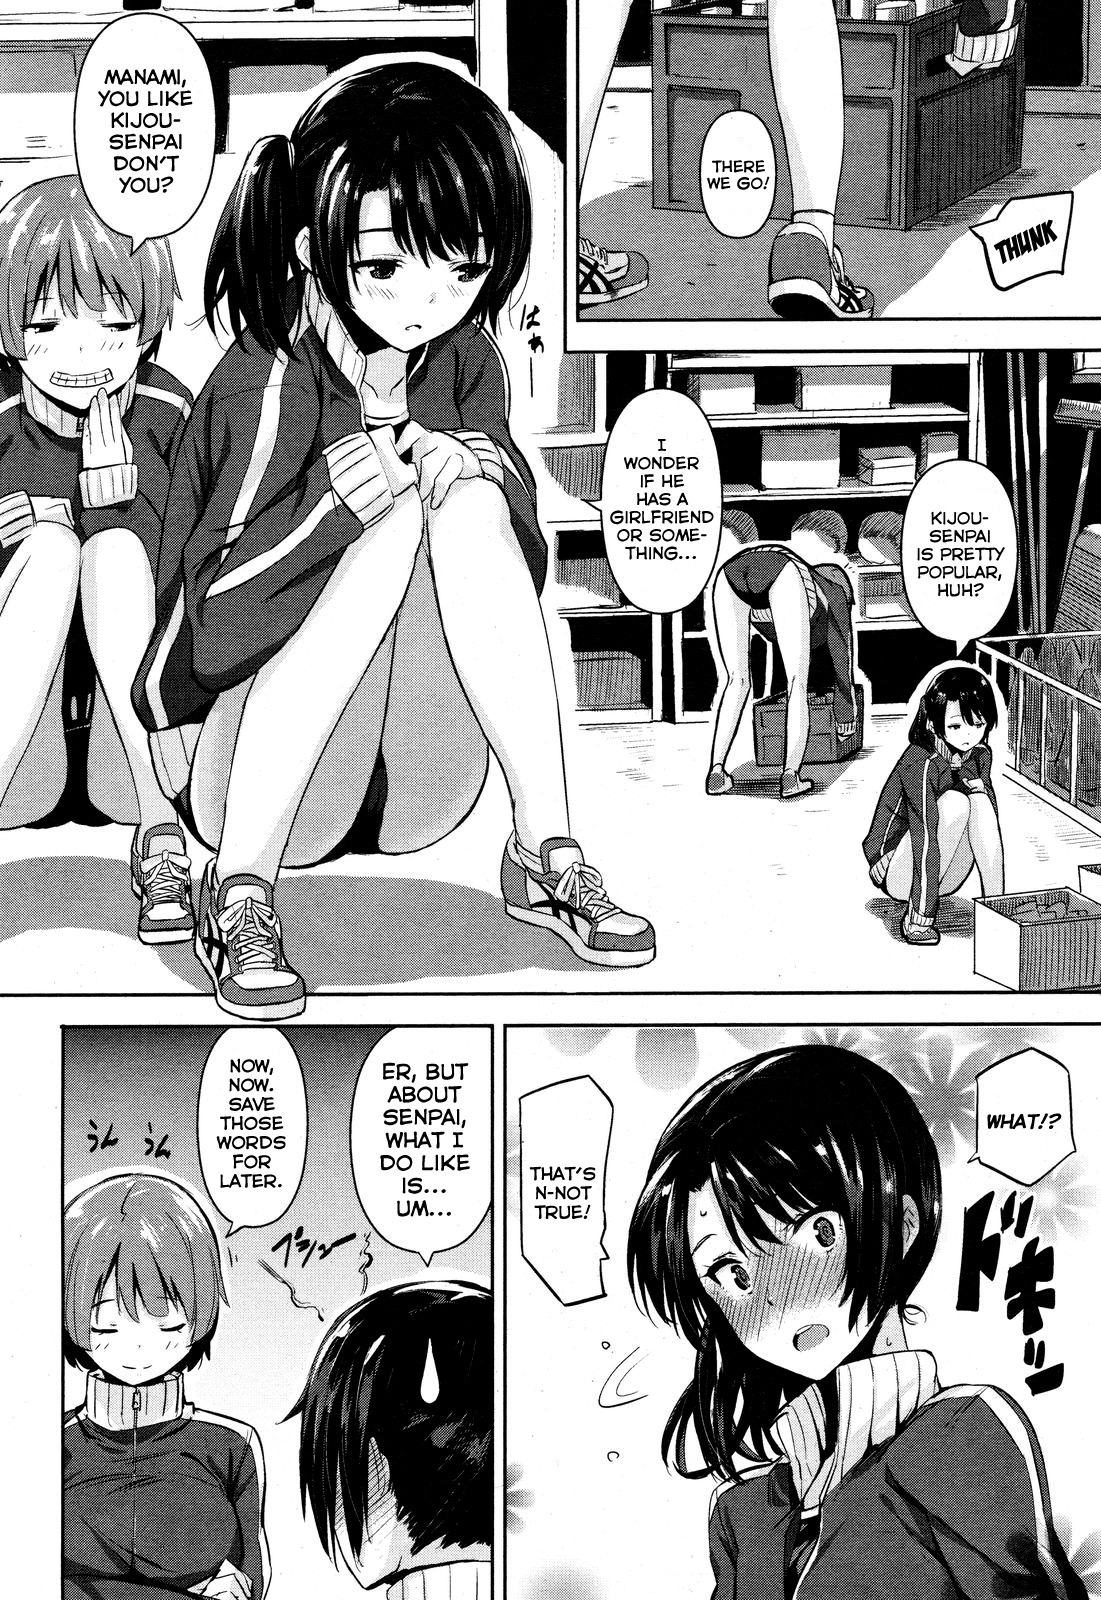 THERE
WE GO!
THUNK
KIJOU-
SENPAI
IS PRETTY
POPULAR,
HUH?
I
WONDER
IF HE
HAS A
GIRLFRIEND
OR SOME-
THING...
MANAMI,
YOU LIKE
KIJOU-
SENPAI
DON'T
YOU?
はぁー
WHAT!?
ドキッ
THAT'S
N-NOT
TRUE!
ER, BUT
ABOUT
SENPAI,
WHAT I
DO LIKE
IS...
UM...
プシュー
NOW,
NOW.
SAVE
THOSE
WORDS
FOR
LATER.
うん うん